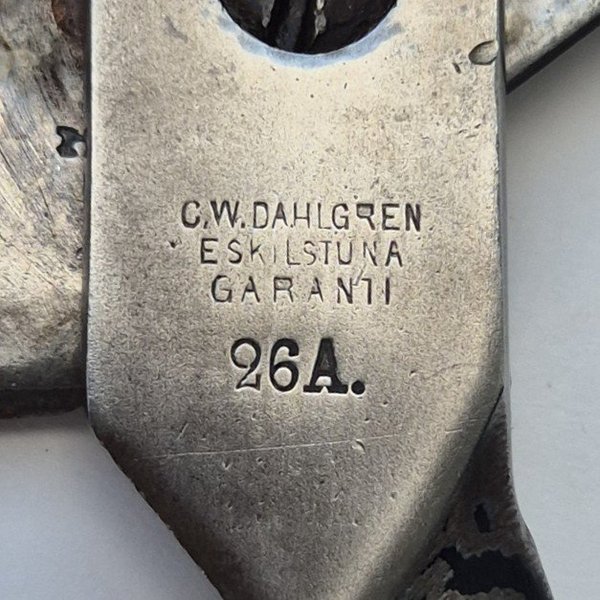 C.W.DAHLGREN
ESKILSTUNA
GARANTI
26A.